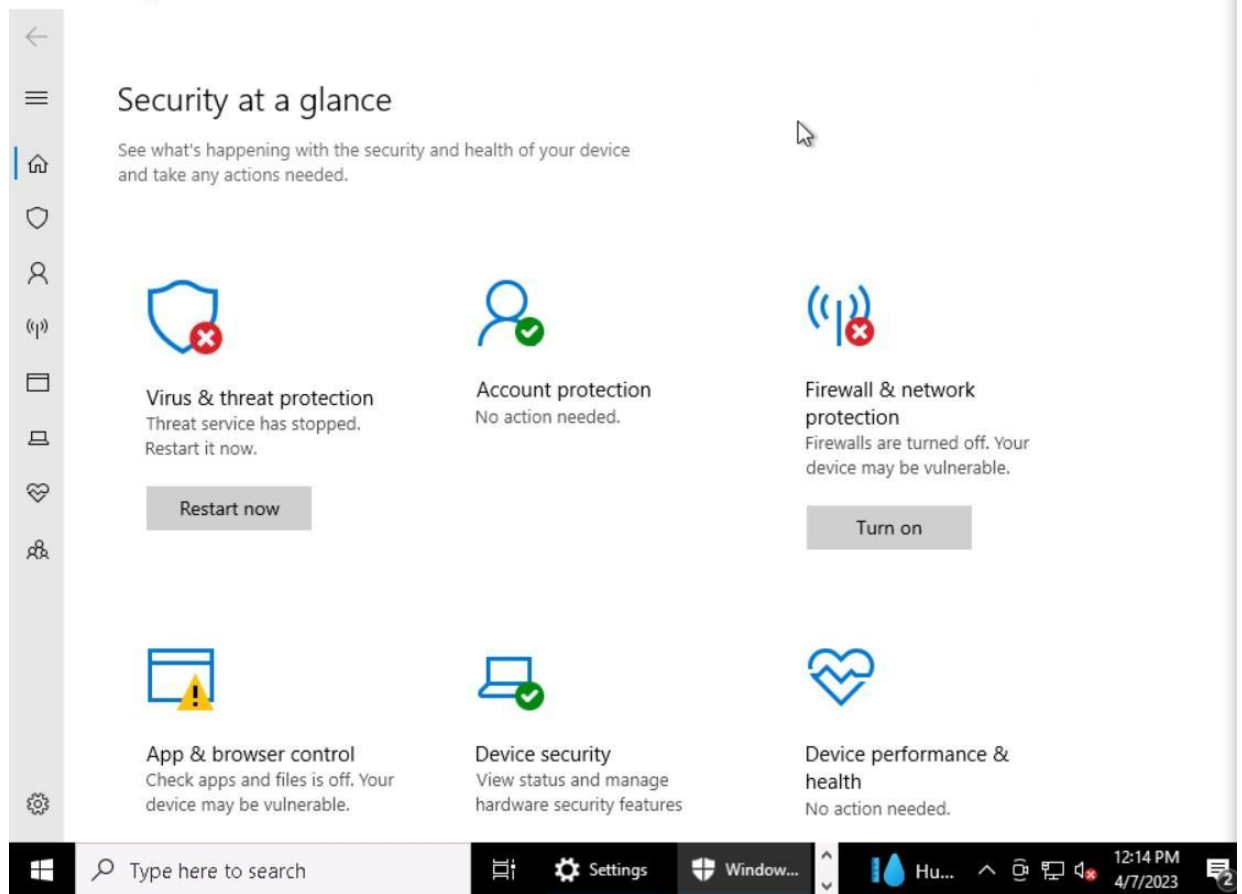 Security at a glance
See what's happening with the security and health of your device
and take any actions needed.
Virus & threat protection
Threat service has stopped.
Restart it now.
Restart now
Account protection
No action needed.
Firewall & network
protection
Firewalls are turned off. Your
device may be vulnerable.
Turn on
App & browser control
Check apps and files is off. Your
device may be vulnerable.
Device security
View status and manage
hardware security features
Device performance &
health
No action needed.
Type here to search
Settings
Window...
Hu...
12:14 PM
4/7/2023
2